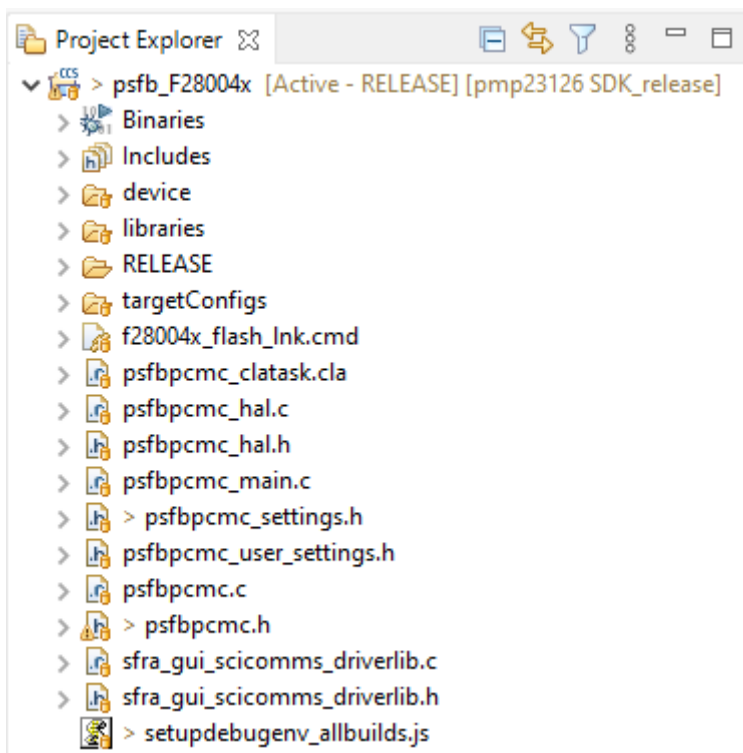 Project Explorer
CCS > psfb_F28004x [Active - RELEASE] [pmp23126 SDK_release]
Binaries
Includes
device
libraries
RELEASE
targetConfigs
f28004x_flash_lnk.cmd
psfbpcmc_clatask.cla
psfbpcmc_hal.c
psfbpcmc_hal.h
psfbpcmc_main.c
> psfbpcmc_settings.h
psfbpcmc_user_settings.h
psfbpcmc.c
> psfbpcmc.h
sfra_gui_scicomms_driverlib.c
sfra_gui_scicomms_driverlib.h
> setupdebugenv_allbuilds.js